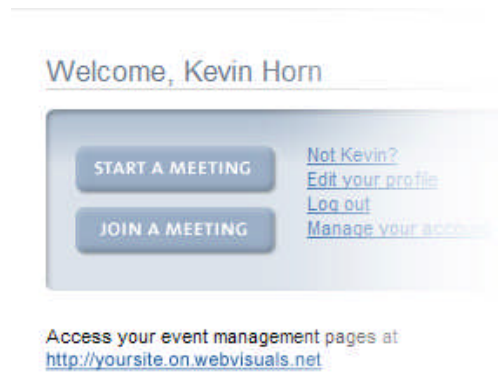 Welcome, Kevin Horn
START A MEETING
JOIN A MEETING
Not Kevin?
Edit your profile
Log out
Manage your account
Access your event management pages at
http://yoursite.on.webvisuals.net